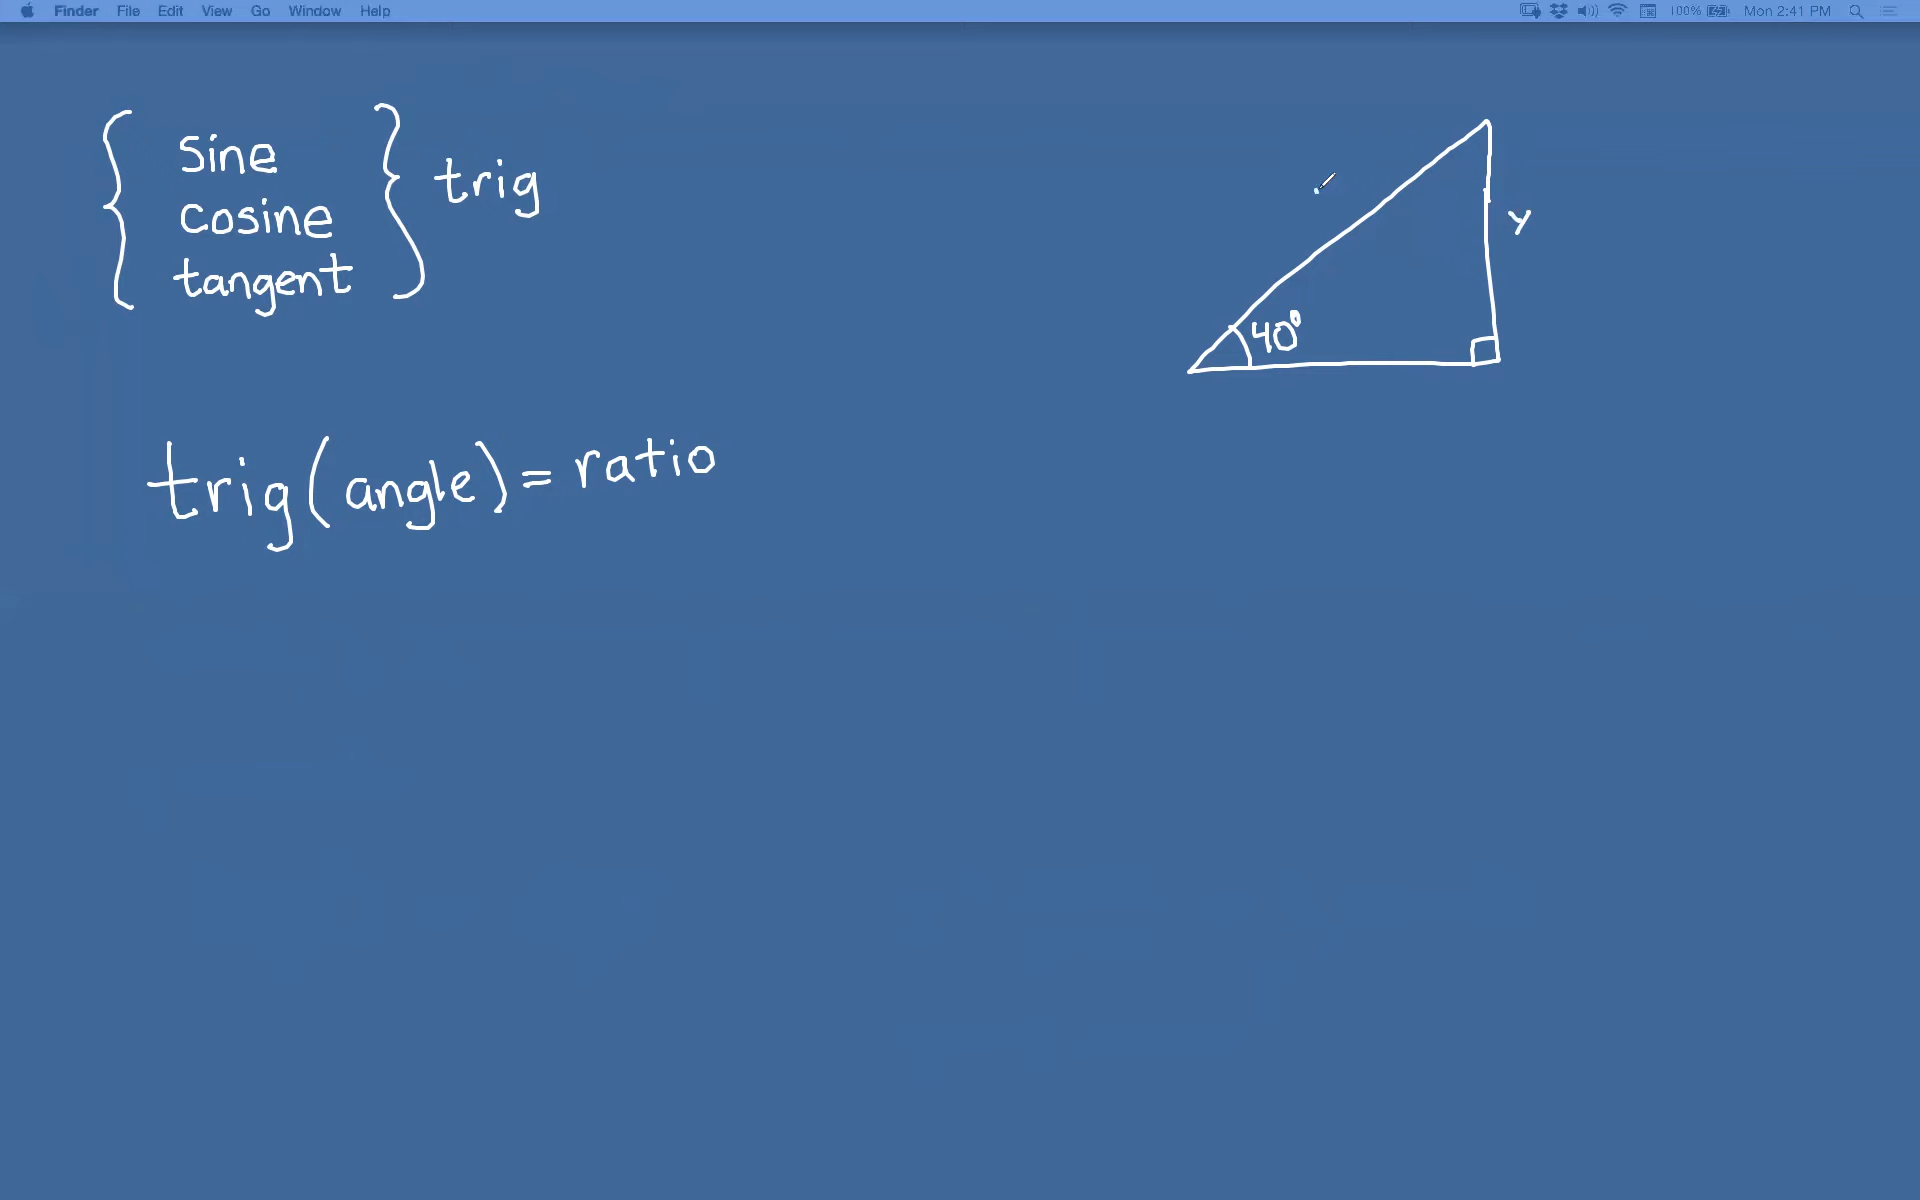 Finder File Edit View Go Window Help 100% Mon 2:41 PM
sine
cosine
tangent
trig
y
40°
trig(angle) = ratio